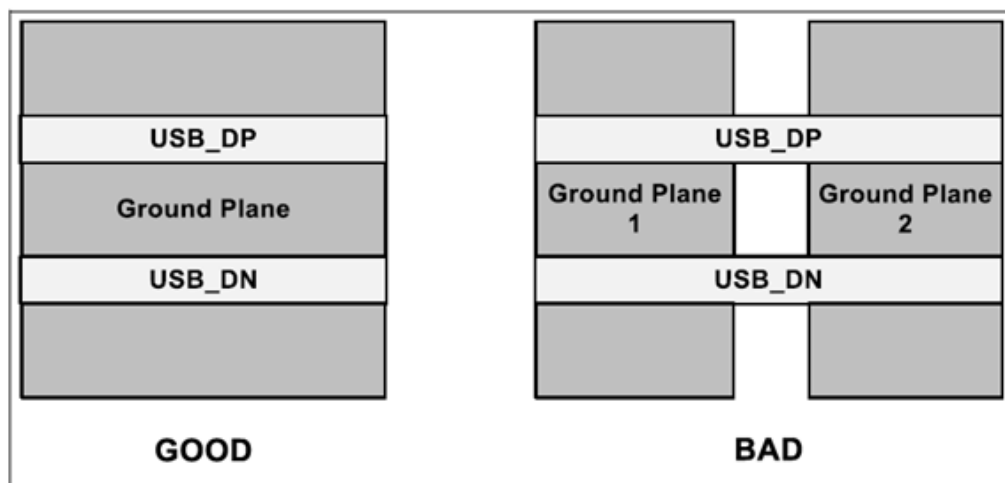 USB_DP
Ground Plane
USB_DN
GOOD
USB_DP
Ground Plane
1
Ground Plane
2
USB_DN
BAD